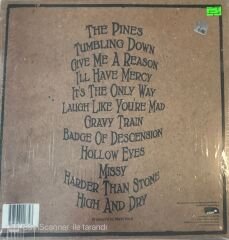 The Pines
Tumbling Down
Give Me A Reason
I'll Have Mercy
It's The Only Way
Laugh Like You're Mad
Gravy Train
Badge Of Descension
Hollow Eyes
Missy
Harder Than Stone
High And Dry
Scanner ile tarandı